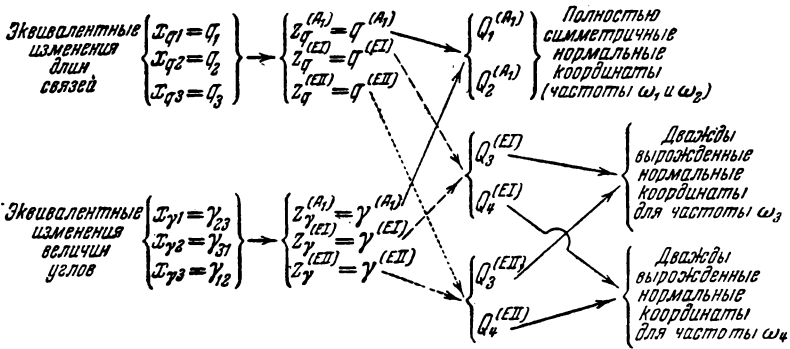 Эквивалентные
изменения
длин
связей
x_{q1} = q_1
x_{q2} = q_2
x_{q3} = q_3
z_q^{(A_1)} = q^{(A_1)}
z_q^{(EI)} = q^{(EI)}
z_q^{(EII)} = q^{(EII)}
Q_1^{(A_1)}
Q_2^{(A_1)}
Полностью
симметричные
нормальные
координаты
(частоты ω_1 и ω_2)
Эквивалентные
изменения
величин
углов
x_{γ1} = γ_{23}
x_{γ2} = γ_{31}
x_{γ3} = γ_{12}
z_γ^{(A_1)} = γ^{(A_1)}
z_γ^{(EI)} = γ^{(EI)}
z_γ^{(EII)} = γ^{(EII)}
Q_3^{(EI)}
Q_4^{(EI)}
Q_3^{(EII)}
Q_4^{(EII)}
Дважды
вырожденные
нормальные
координаты
для частоты ω_3
Дважды
вырожденные
нормальные
координаты
для частоты ω_4